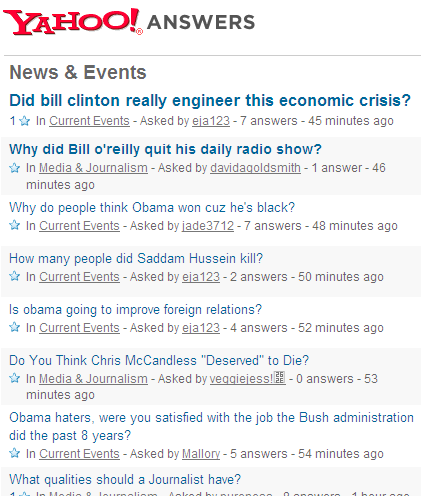 YAHOO! ANSWERS
News & Events
Did bill clinton really engineer this economic crisis?
1 In Current Events - Asked by eja123 - 7 answers - 45 minutes ago
Why did Bill o'reilly quit his daily radio show?
In Media & Journalism - Asked by davidagoldsmith - 1 answer - 46
minutes ago
Why do people think Obama won cuz he's black?
In Current Events - Asked by jade3712 - 7 answers - 48 minutes ago
How many people did Saddam Hussein kill?
In Current Events - Asked by eja123 - 2 answers - 50 minutes ago
Is obama going to improve foreign relations?
In Current Events - Asked by eja123 - 4 answers - 52 minutes ago
Do You Think Chris McCandless "Deserved" to Die?
In Media & Journalism - Asked by veggiejess! - 0 answers - 53
minutes ago
Obama haters, were you satisfied with the job the Bush administration
did the past 8 years?
In Current Events - Asked by Mallory - 5 answers - 54 minutes ago
What qualities should a Journalist have?
1 In Media & Journalism - Asked by - answers - 1 hour ago